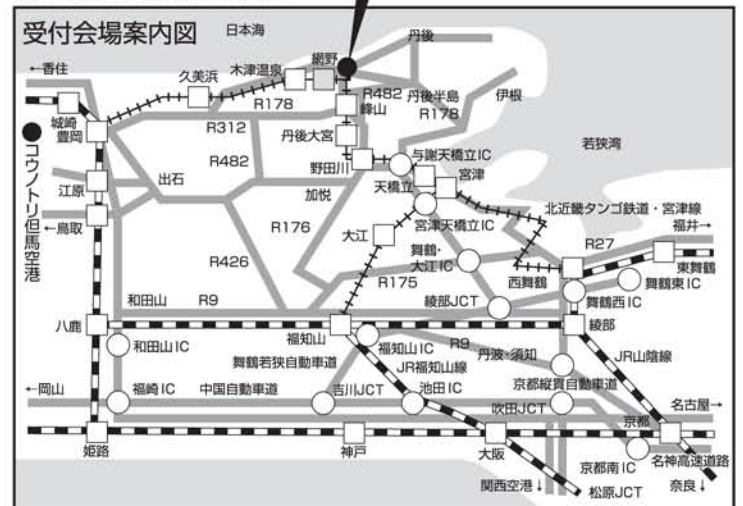 受付会場案内図
日本海
丹後
網野
←香住
木津温泉
久美浜
R482
丹後半島
伊根
R178
峰山
R178
城崎
豊岡
R312
丹後大宮
若狭湾
R482
野田川
与謝天橋立IC
コウノトリ但馬空港
出石
天橋立
宮津
江原
加悦
北近畿タンゴ鉄道・宮津線
←鳥取
R176
宮津天橋立IC
福井→
大江
R27
R426
舞鶴・
大江IC
西舞鶴
東舞鶴
R175
舞鶴東IC
和田山
R9
綾部JCT
舞鶴西IC
八鹿
福知山
綾部
和田山IC
福知山IC
R9
舞鶴若狭自動車道
丹波・須知
JR福知山線
JR山陰線
←岡山
福崎IC
中国自動車道
吉川JCT
池田IC
京都縦貫自動車道
吹田JCT
名古屋→
京都
姫路
神戸
大阪
京都南IC
名神高速道路
関西空港↓
松原JCT
奈良↓